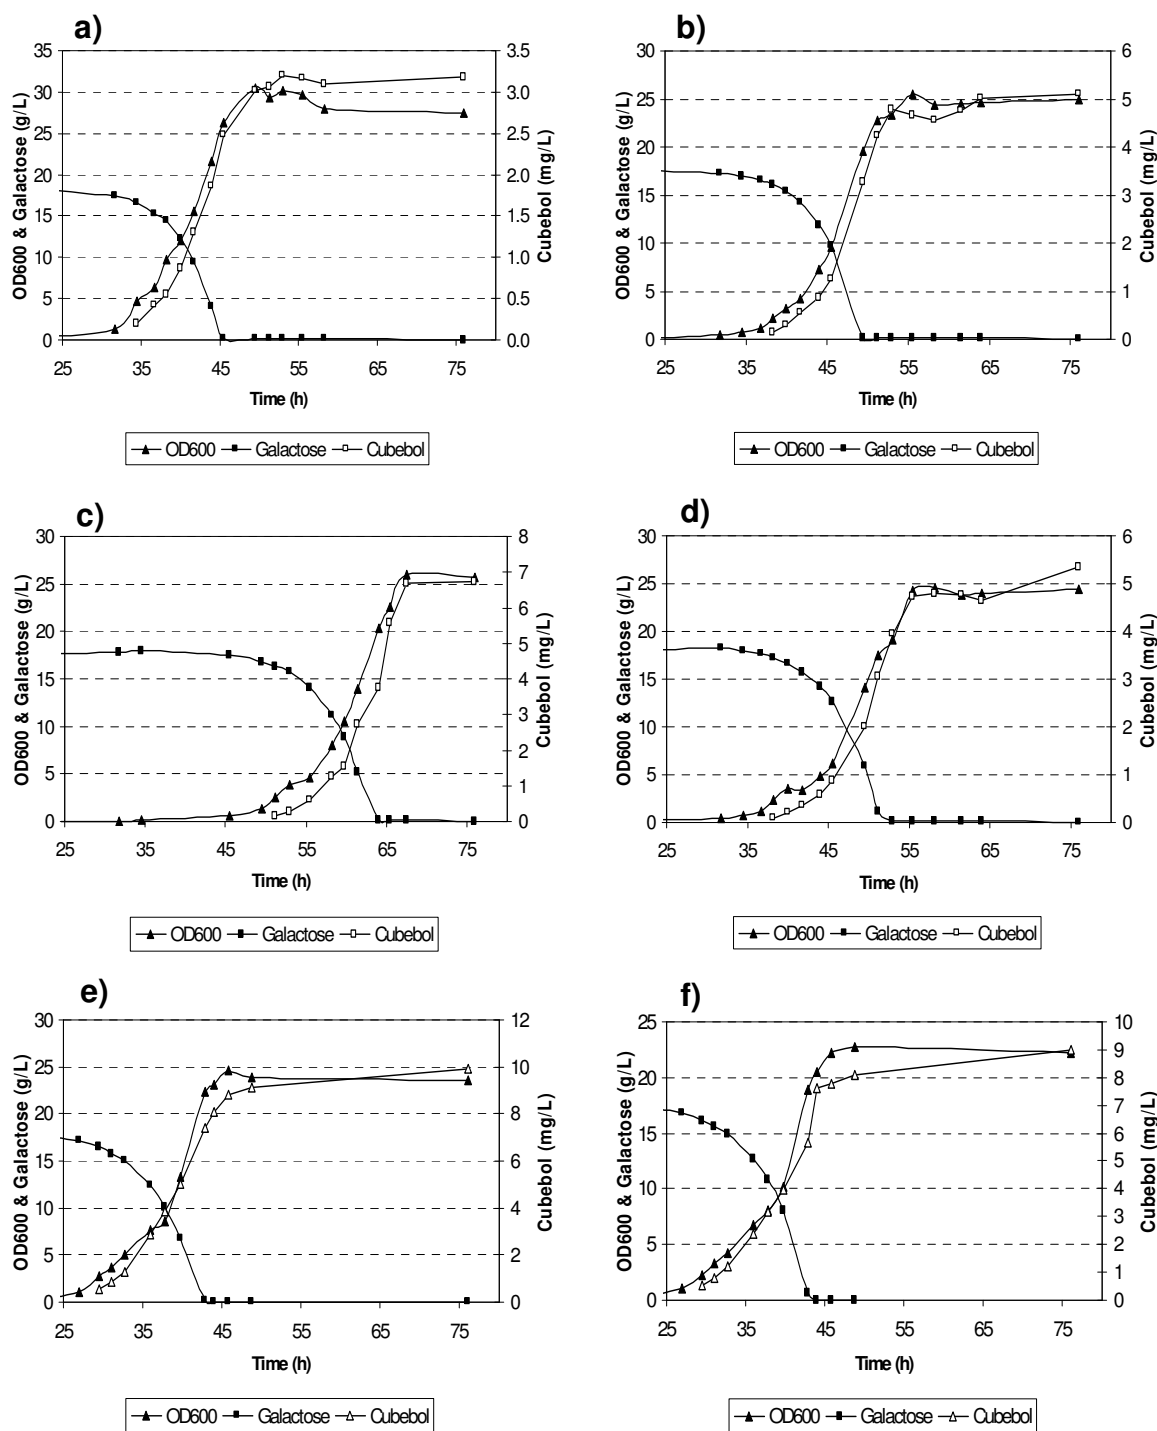 a)
35
30
25
20
15
10
5
0
OD600 & Galactose (g/L)
3.5
3.0
2.5
2.0
1.5
1.0
0.5
0.0
Cubebol (mg/L)
25 35 45 55 65 75
Time (h)
OD600 Galactose Cubebol
b)
30
25
20
15
10
5
0
OD600 & Galactose (g/L)
6
5
4
3
2
1
0
Cubebol (mg/L)
25 35 45 55 65 75
Time (h)
OD600 Galactose Cubebol
c)
30
25
20
15
10
5
0
OD600 & Galactose (g/L)
8
7
6
5
4
3
2
1
0
Cubebol (mg/L)
25 35 45 55 65 75
Time (h)
OD600 Galactose Cubebol
d)
30
25
20
15
10
5
0
OD600 & Galactose (g/L)
6
5
4
3
2
1
0
Cubebol (mg/L)
25 35 45 55 65 75
Time (h)
OD600 Galactose Cubebol
e)
30
25
20
15
10
5
0
OD600 & Galactose (g/L)
12
10
8
6
4
2
0
Cubebol (mg/L)
25 35 45 55 65 75
Time (h)
OD600 Galactose Cubebol
f)
25
20
15
10
5
0
OD600 & Galactose (g/L)
10
9
8
7
6
5
4
3
2
1
0
Cubebol (mg/L)
25 35 45 55 65 75
Time (h)
OD600 Galactose Cubebol